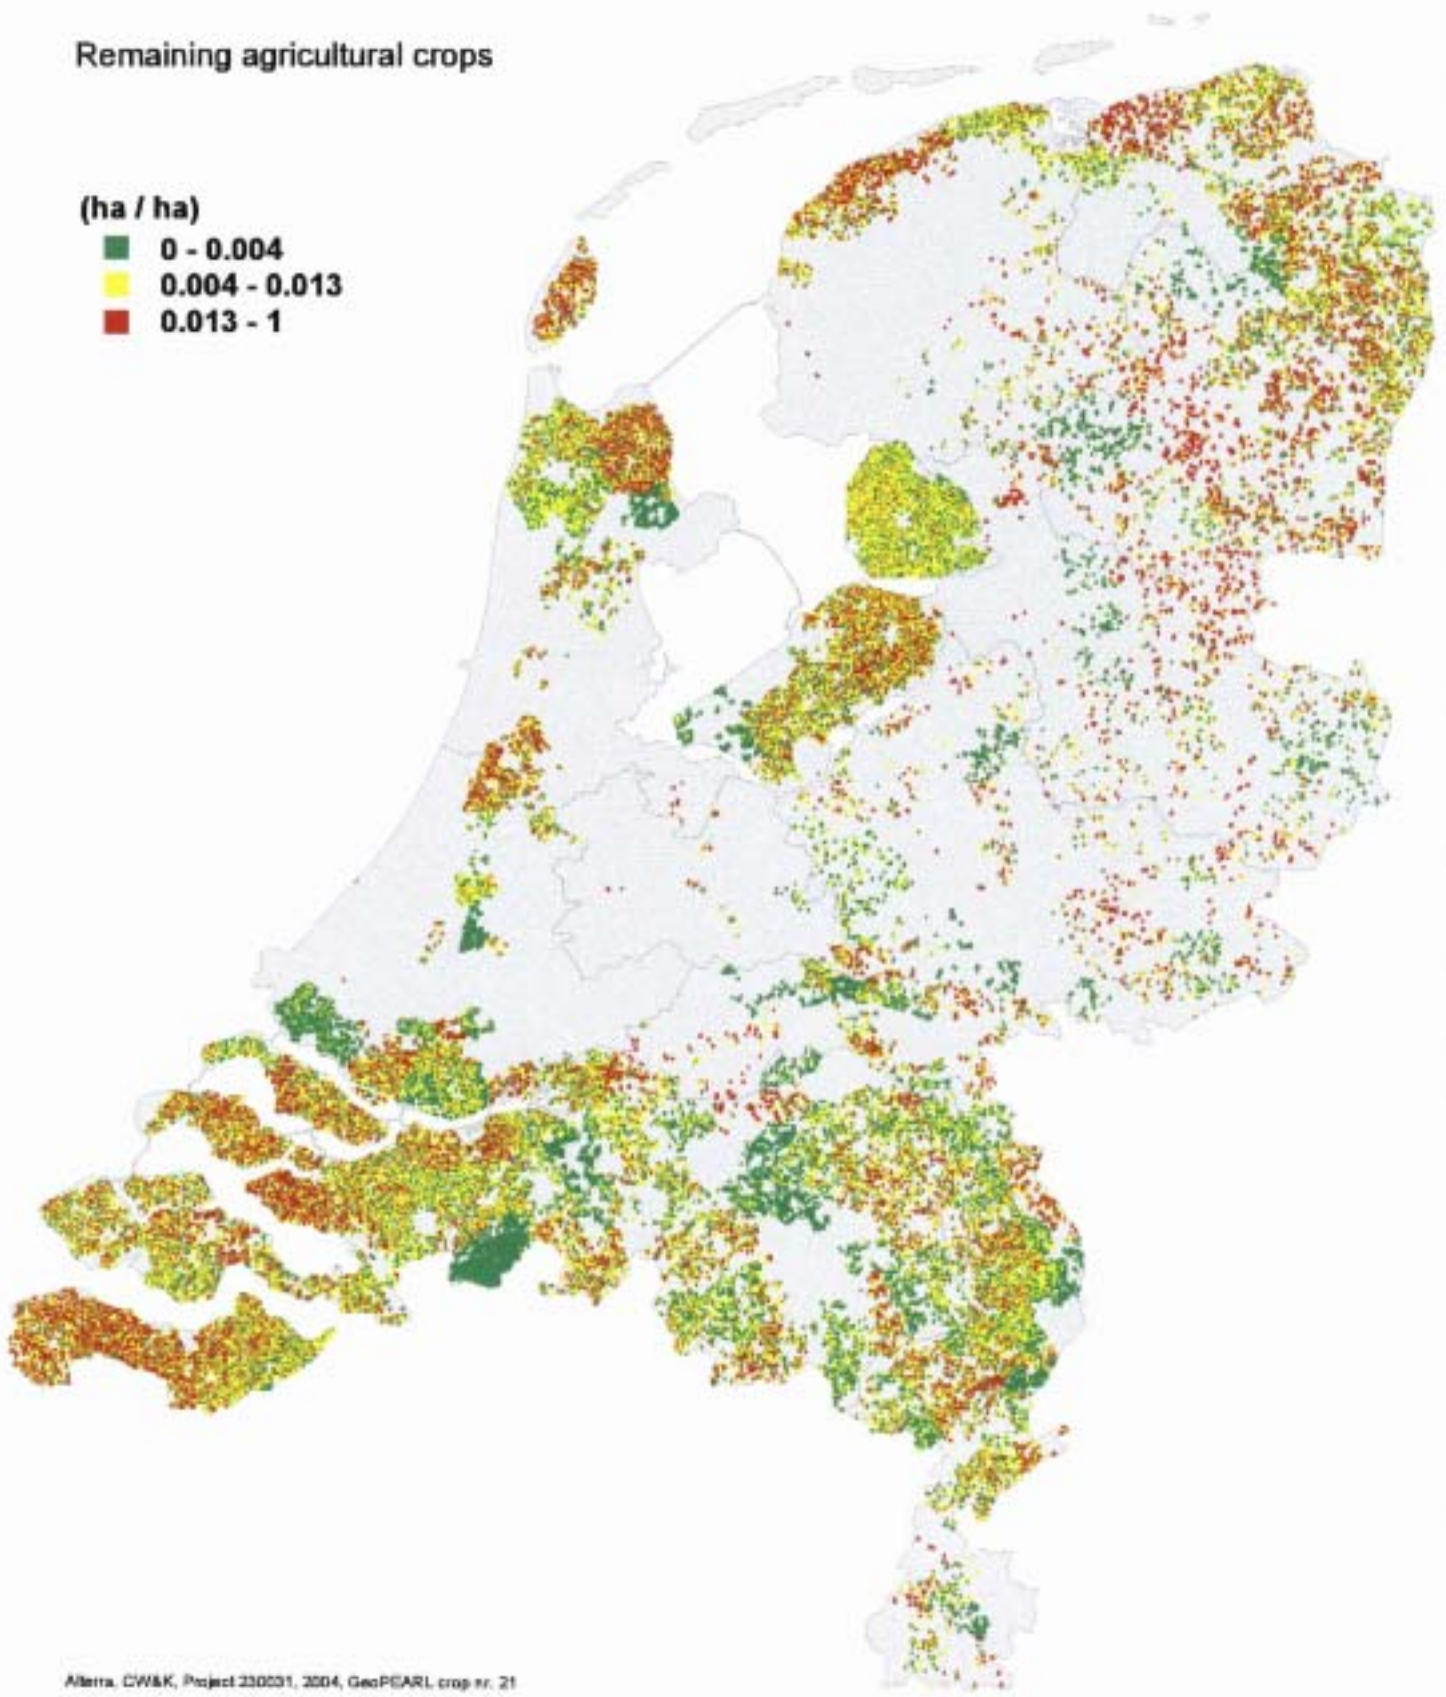 Remaining agricultural crops
(ha / ha)
0 - 0.004
0.004 - 0.013
0.013 - 1
Alterra, CW&K, Project 230031, 2004, GeoPEARL crop nr. 21